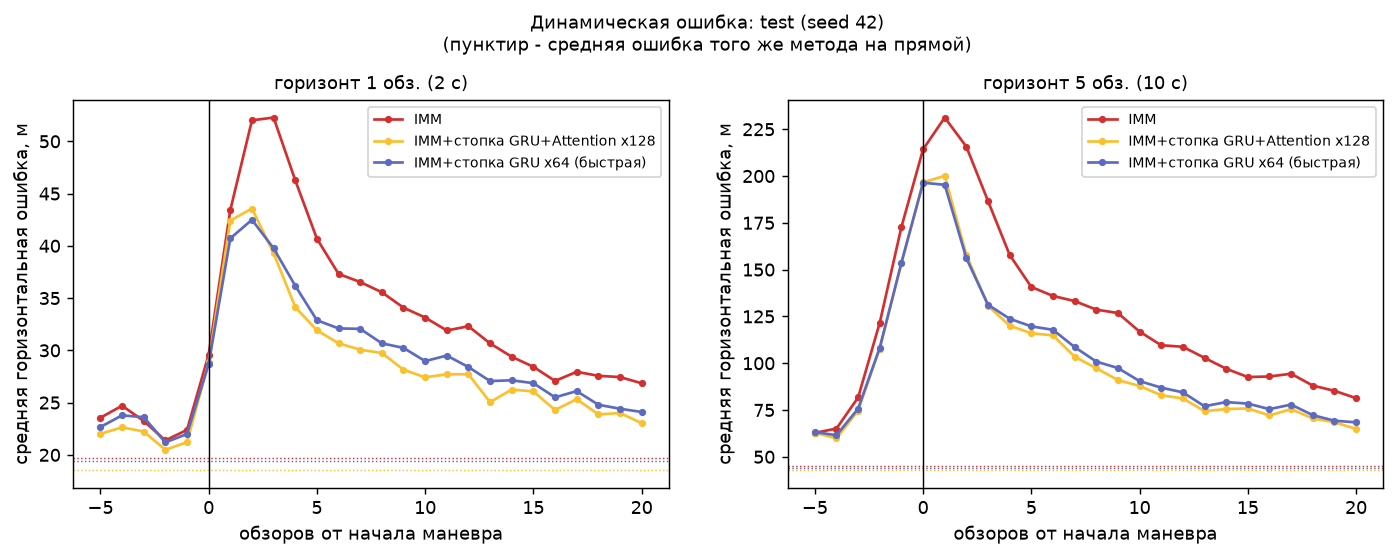 Динамическая ошибка: test (seed 42)
(пунктир - средняя ошибка того же метода на прямой)
горизонт 1 обз. (2 с)
средняя горизонтальная ошибка, м
50
45
40
35
30
25
20
IMM
IMM+стопка GRU+Attention x128
IMM+стопка GRU x64 (быстрая)
−5
0
5
10
15
20
обзоров от начала маневра
горизонт 5 обз. (10 с)
средняя горизонтальная ошибка, м
225
200
175
150
125
100
75
50
IMM
IMM+стопка GRU+Attention x128
IMM+стопка GRU x64 (быстрая)
−5
0
5
10
15
20
обзоров от начала маневра